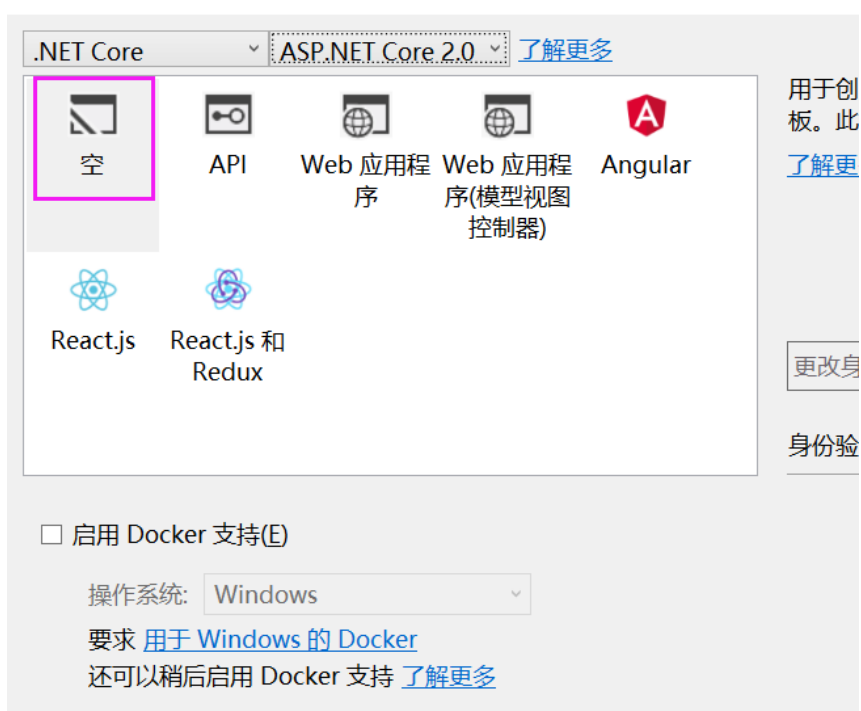 .NET Core
ASP.NET Core 2.0
了解更多
空
API
Web 应用程
序
Web 应用程
序(模型视图
控制器)
Angular
React.js
React.js 和
Redux
用于创
板。此
了解更
更改身
身份验
启用 Docker 支持(E)
操作系统: Windows
要求 用于 Windows 的 Docker
还可以稍后启用 Docker 支持 了解更多